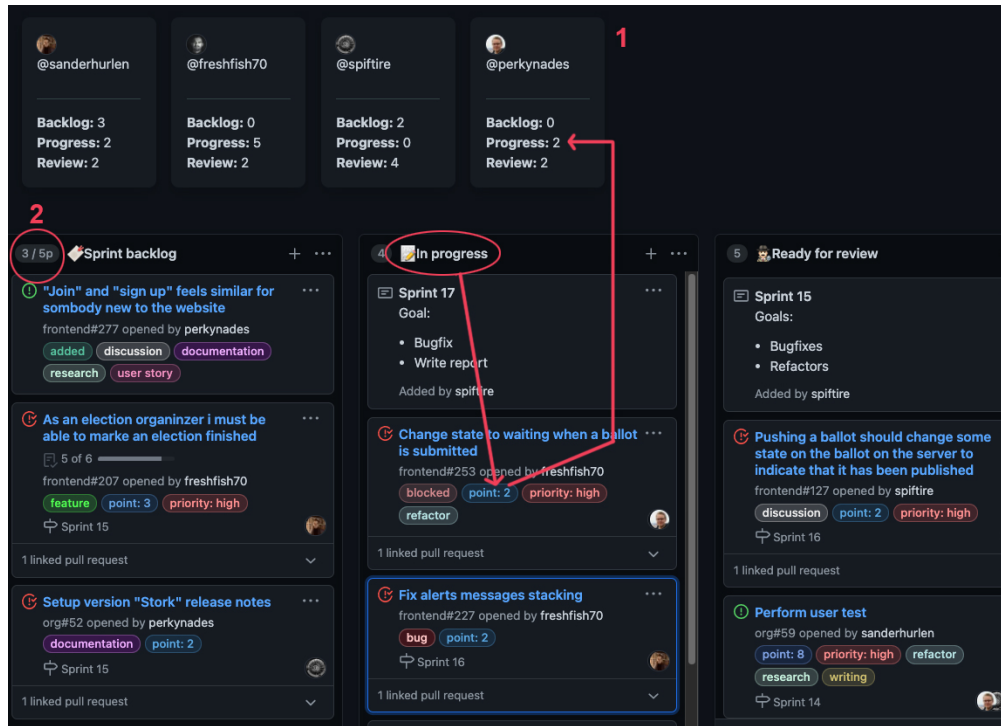 @sanderhurlen
Backlog: 3
Progress: 2
Review: 2
@freshfish70
Backlog: 0
Progress: 5
Review: 2
@spiftire
Backlog: 2
Progress: 0
Review: 4
@perkynades
Backlog: 0
Progress: 2
Review: 2
1
2
3 / 5p Sprint backlog
"Join" and "sign up" feels similar for
sombody new to the website
frontend#277 opened by perkynades
added discussion documentation
research user story
As an election organinzer i must be
able to marke an election finished
5 of 6
frontend#207 opened by freshfish70
feature point: 3 priority: high
Sprint 15
1 linked pull request
Setup version "Stork" release notes
org#52 opened by perkynades
documentation point: 2
Sprint 15
1 linked pull request
4 In progress
Sprint 17
Goal:
• Bugfix
• Write report
Added by spiftire
Change state to waiting when a ballot
is submitted
frontend#253 opened by freshfish70
blocked point: 2 priority: high
refactor
1 linked pull request
Fix alerts messages stacking
frontend#227 opened by freshfish70
bug point: 2
Sprint 16
1 linked pull request
5 Ready for review
Sprint 15
Goals:
• Bugfixes
• Refactors
Added by spiftire
Pushing a ballot should change some
state on the ballot on the server to
indicate that it has been published
frontend#127 opened by spiftire
discussion point: 2 priority: high
Sprint 16
1 linked pull request
Perform user test
org#59 opened by sanderhurlen
point: 8 priority: high refactor
research writing
Sprint 14